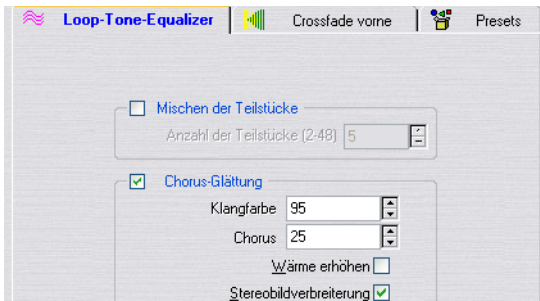 Loop-Tone-Equalizer Crossfade vorne Presets
Mischen der Teilstücke
Anzahl der Teilstücke (2-48) 5
Chorus-Glättung
Klangfarbe 95
Chorus 25
Wärme erhöhen
Stereobildverbreiterung